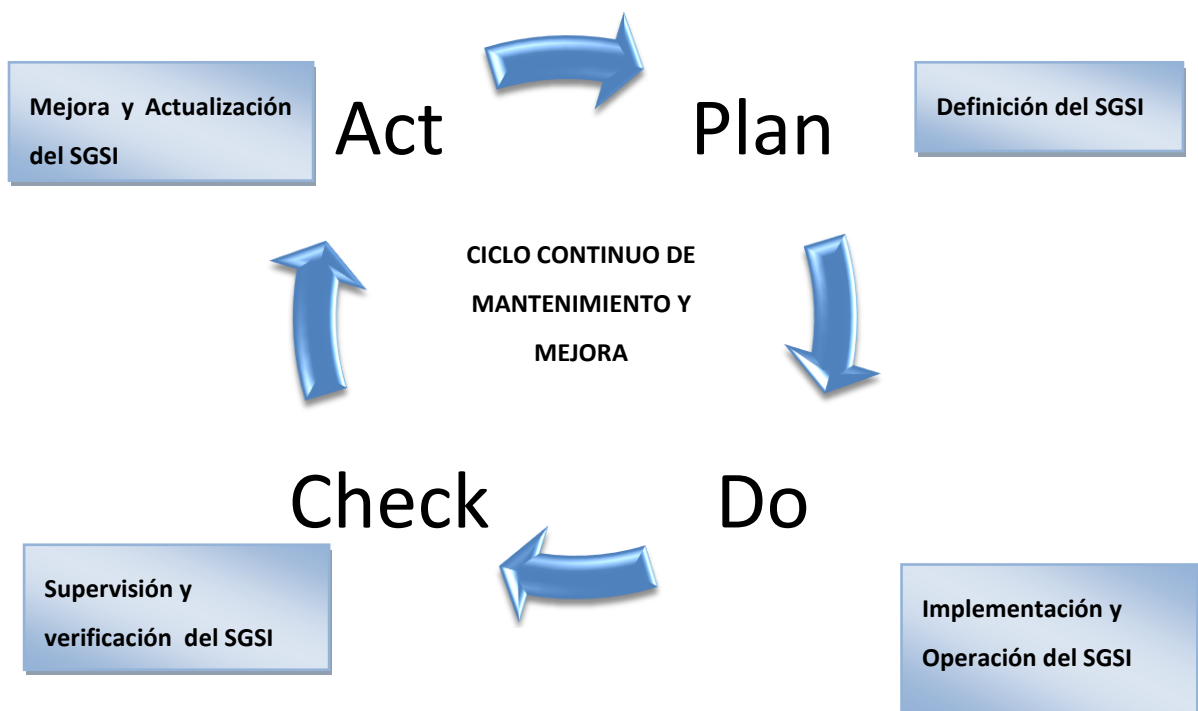 Mejora y Actualización
del SGSI
Act
Plan
Definición del SGSI
CICLO CONTINUO DE
MANTENIMIENTO Y
MEJORA
Check
Do
Supervisión y
verificación del SGSI
Implementación y
Operación del SGSI